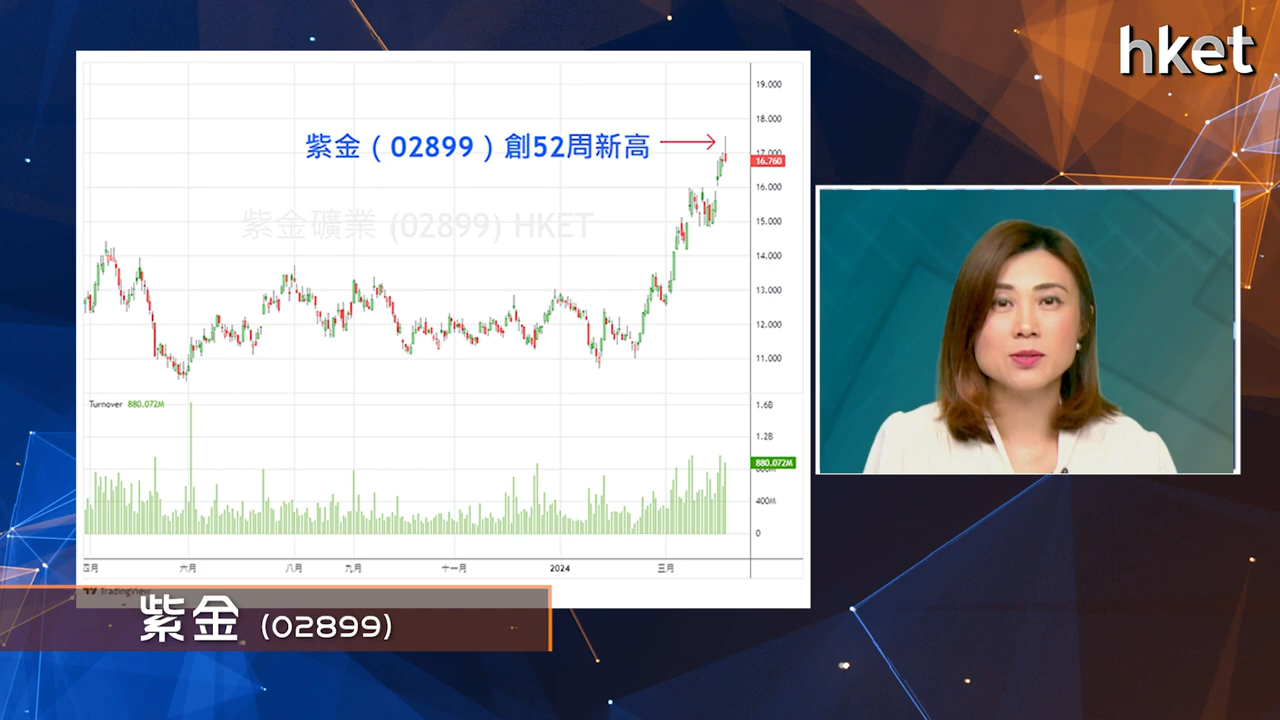 hket
19.000
18.000
紫金（02899）創52周新高
17.000
16.760
16.000
紫金礦業 (02899) HKET
15.000
14.000
13.000
12.000
11.000
Turnover 880.072M
1.6B
1.2B
880.072M
400M
0
四月 六月 八月 九月 十一月 2024 三月
TradingView
紫金 (02899)